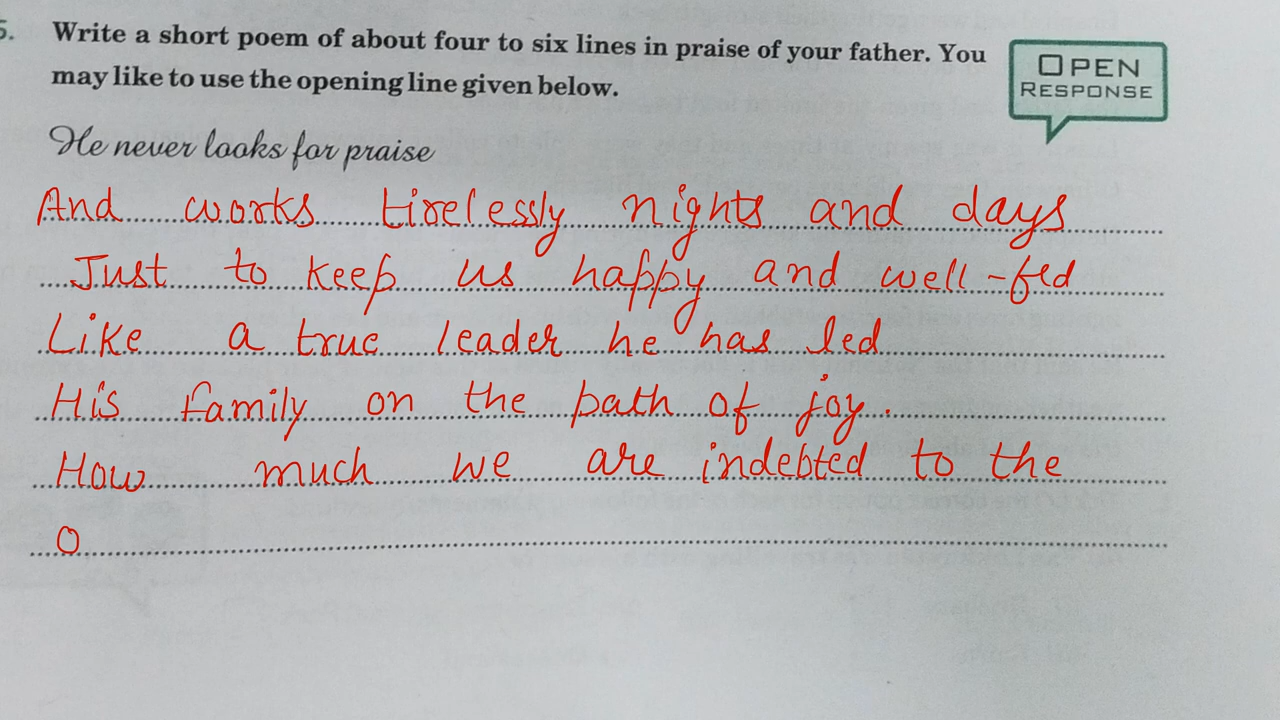 5. Write a short poem of about four to six lines in praise of your father. You
may like to use the opening line given below.
OPEN
RESPONSE
He never looks for praise
And works tirelessly nights and days
Just to keep us happy and well-fed
Like a true leader he has led
His family on the path of joy.
How much we are indebted to the
O